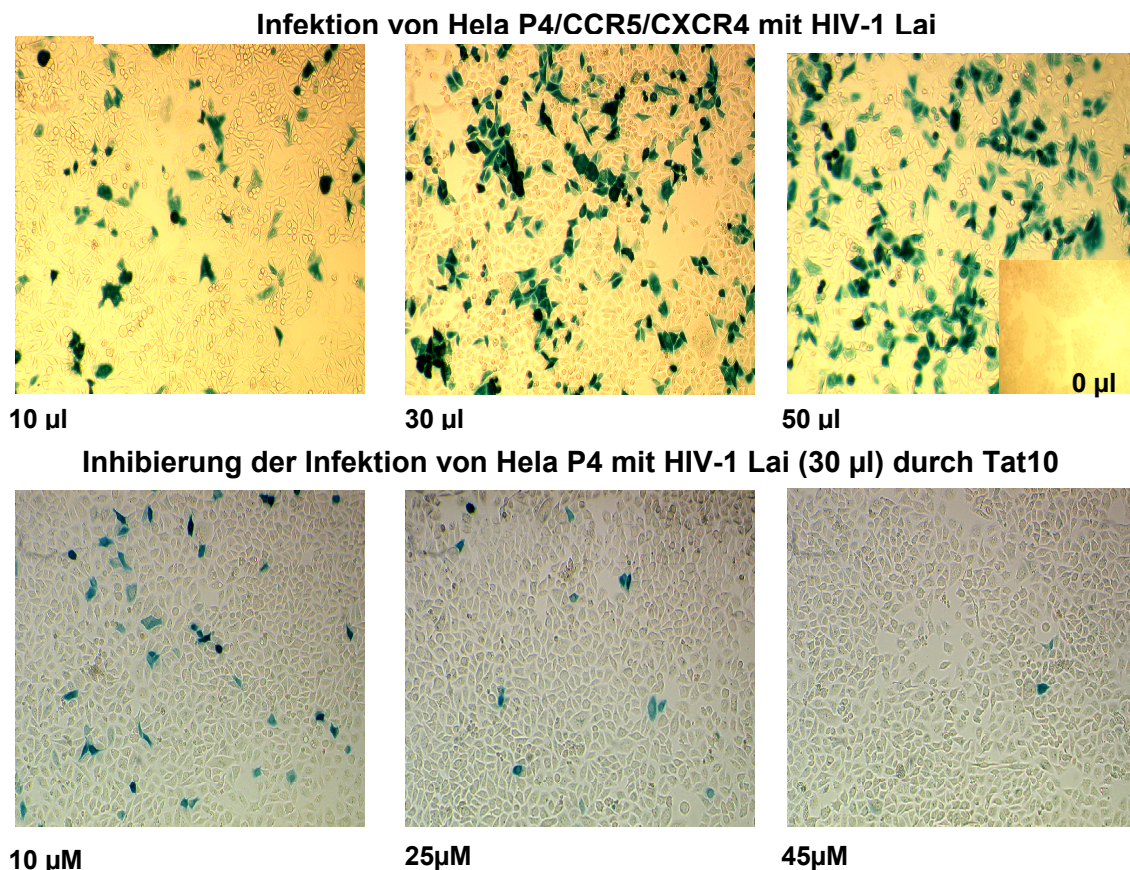 Infektion von Hela P4/CCR5/CXCR4 mit HIV-1 Lai
0 µl
10 µl
30 µl
50 µl
Inhibierung der Infektion von Hela P4 mit HIV-1 Lai (30 µl) durch Tat10
10 µM
25µM
45µM